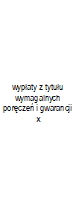 wypłaty z tytułu
wymagalnych
poręczeń i gwarancji
x